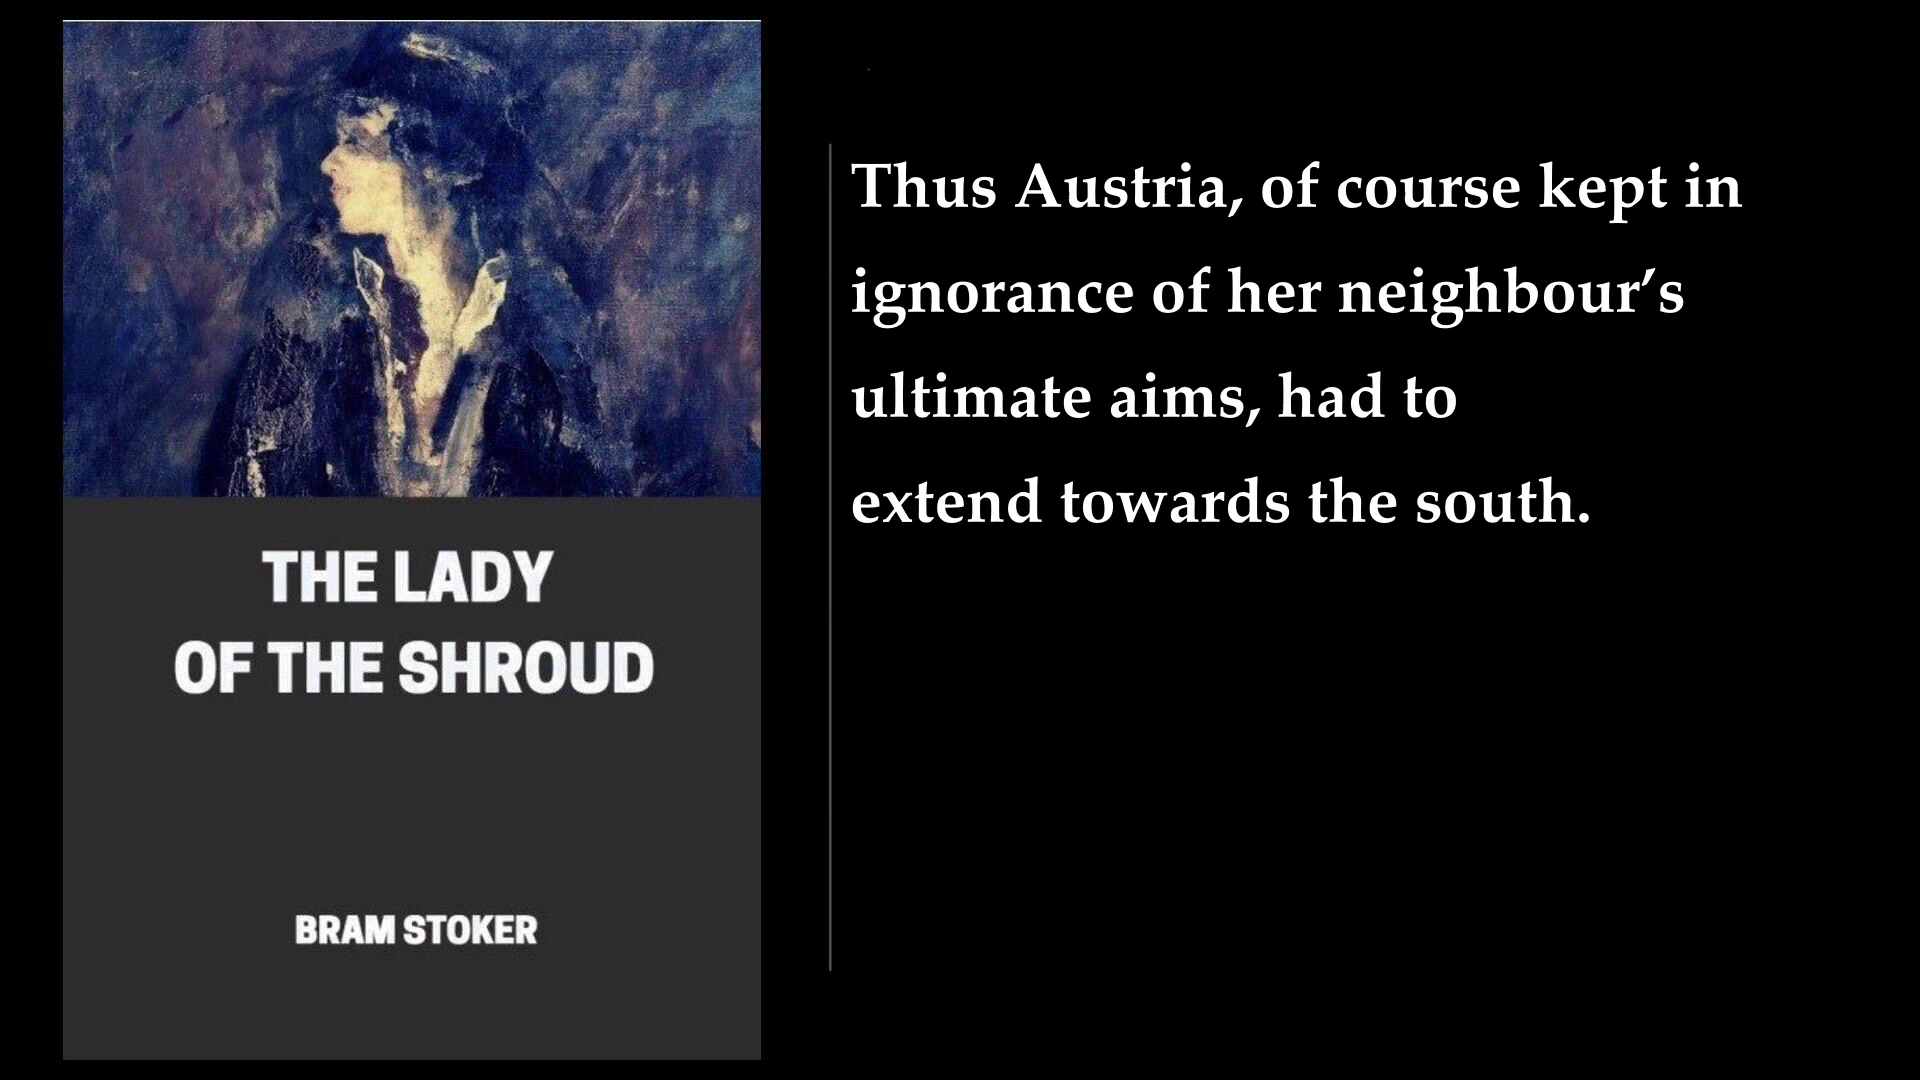 THE LADY
OF THE SHROUD
BRAM STOKER
Thus Austria, of course kept in
ignorance of her neighbour’s
ultimate aims, had to
extend towards the south.